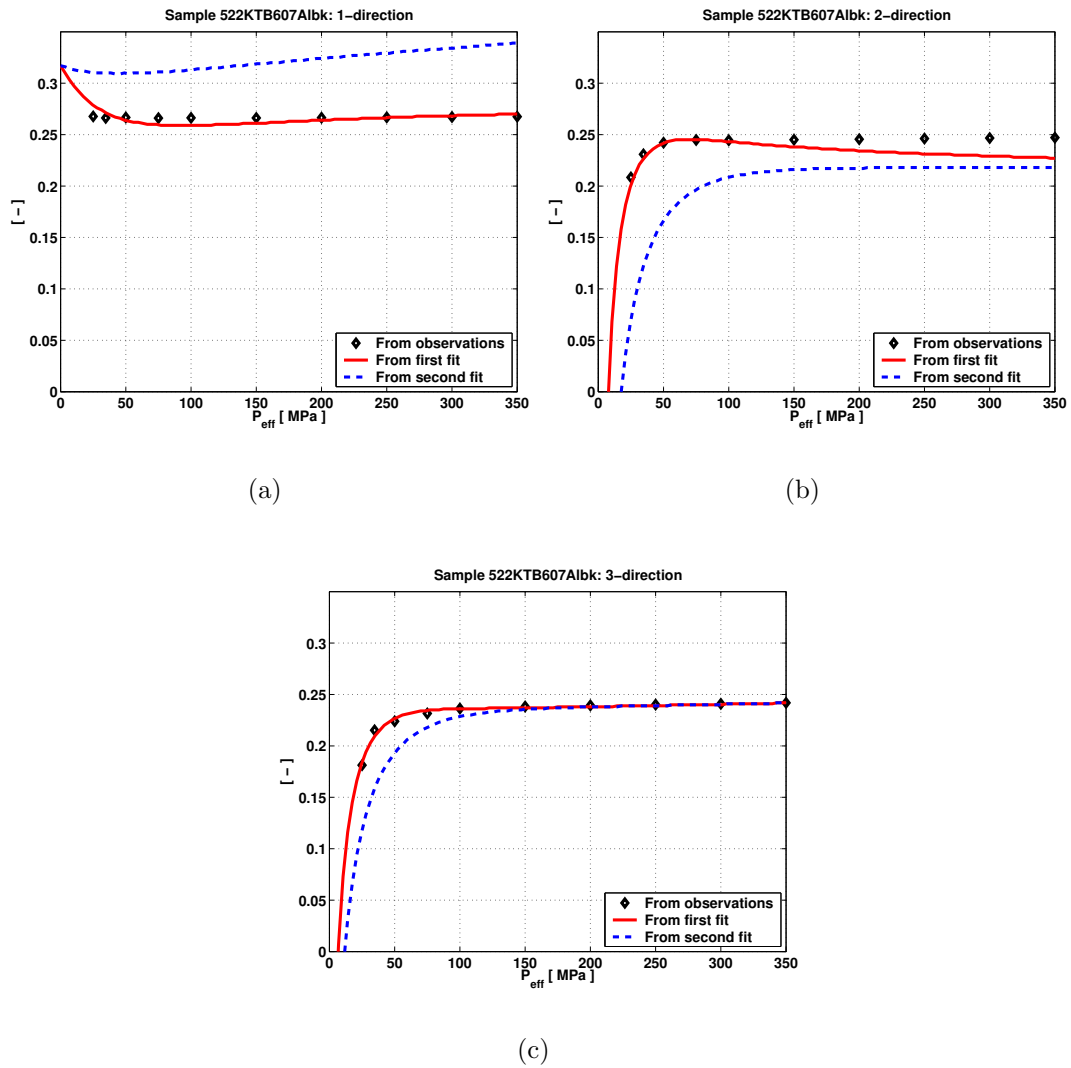 Sample 522KTB607Albk: 1−direction
0.3
0.25
0.2
0.15
0.1
0.05
0
[ − ]
0 50 100 150 200 250 300 350
P_eff [ MPa ]
From observations
From first fit
From second fit
(a)
Sample 522KTB607Albk: 2−direction
0.3
0.25
0.2
0.15
0.1
0.05
0
[ − ]
0 50 100 150 200 250 300 350
P_eff [ MPa ]
From observations
From first fit
From second fit
(b)
Sample 522KTB607Albk: 3−direction
0.3
0.25
0.2
0.15
0.1
0.05
0
[ − ]
0 50 100 150 200 250 300 350
P_eff [ MPa ]
From observations
From first fit
From second fit
(c)